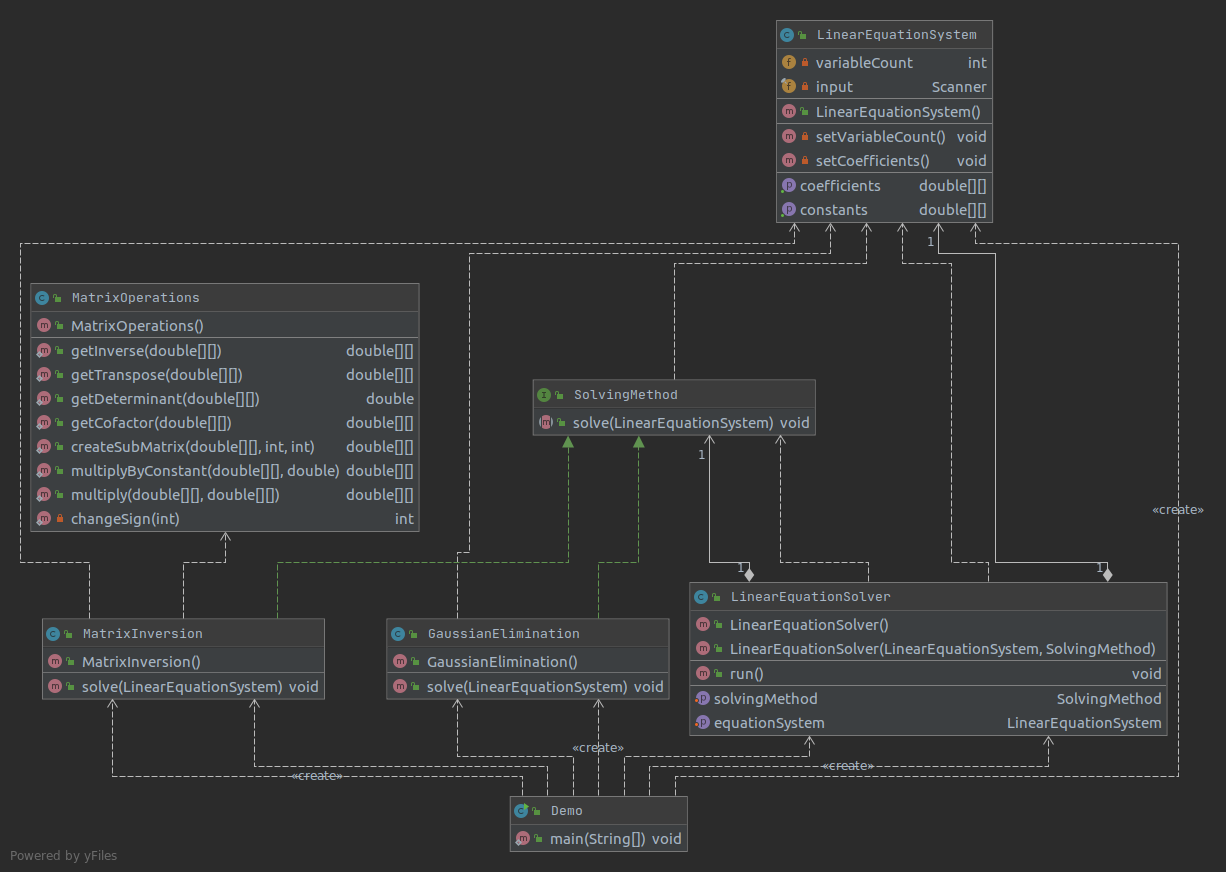 LinearEquationSystem
variableCount int
input Scanner
LinearEquationSystem()
setVariableCount() void
setCoefficients() void
coefficients double[][]
constants double[][]
1
MatrixOperations
MatrixOperations()
getInverse(double[][]) double[][]
getTranspose(double[][]) double[][]
getDeterminant(double[][]) double
getCofactor(double[][]) double[][]
createSubMatrix(double[][], int, int) double[][]
multiplyByConstant(double[][], double) double[][]
multiply(double[][], double[][]) double[][]
changeSign(int) int
SolvingMethod
solve(LinearEquationSystem) void
1
«create»
1
1
LinearEquationSolver
LinearEquationSolver()
LinearEquationSolver(LinearEquationSystem, SolvingMethod)
run() void
solvingMethod SolvingMethod
equationSystem LinearEquationSystem
MatrixInversion
MatrixInversion()
solve(LinearEquationSystem) void
GaussianElimination
GaussianElimination()
solve(LinearEquationSystem) void
«create»
«create»
«create»
Demo
main(String[]) void
Powered by yFiles